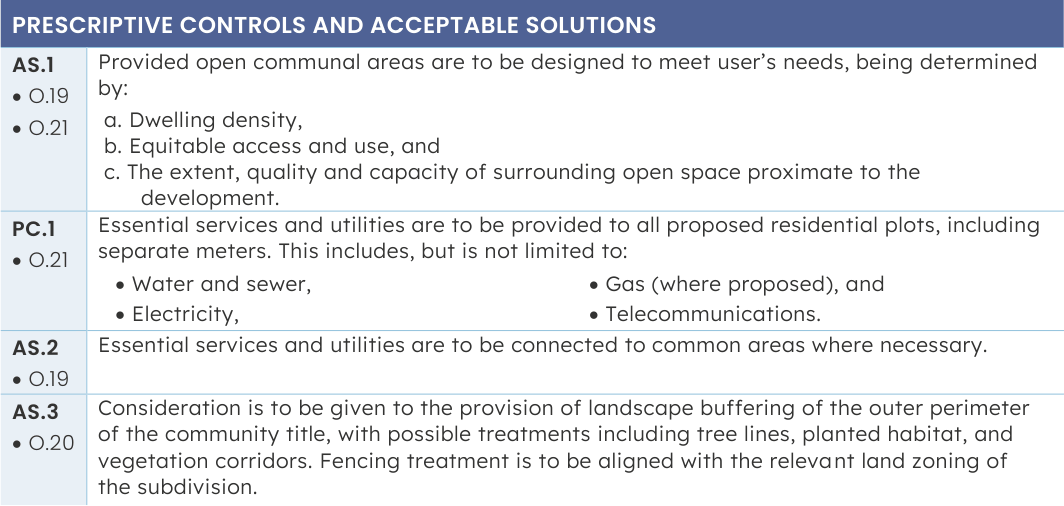 PRESCRIPTIVE CONTROLS AND ACCEPTABLE SOLUTIONS
AS.1
• O.19
• O.21
Provided open communal areas are to be designed to meet user's needs, being determined
by:
a. Dwelling density,
b. Equitable access and use, and
c. The extent, quality and capacity of surrounding open space proximate to the
development.
PC.1
• O.21
Essential services and utilities are to be provided to all proposed residential plots, including
separate meters. This includes, but is not limited to:
• Water and sewer,
• Electricity,
• Gas (where proposed), and
• Telecommunications.
AS.2
• O.19
Essential services and utilities are to be connected to common areas where necessary.
AS.3
• O.20
Consideration is to be given to the provision of landscape buffering of the outer perimeter
of the community title, with possible treatments including tree lines, planted habitat, and
vegetation corridors. Fencing treatment is to be aligned with the relevant land zoning of
the subdivision.